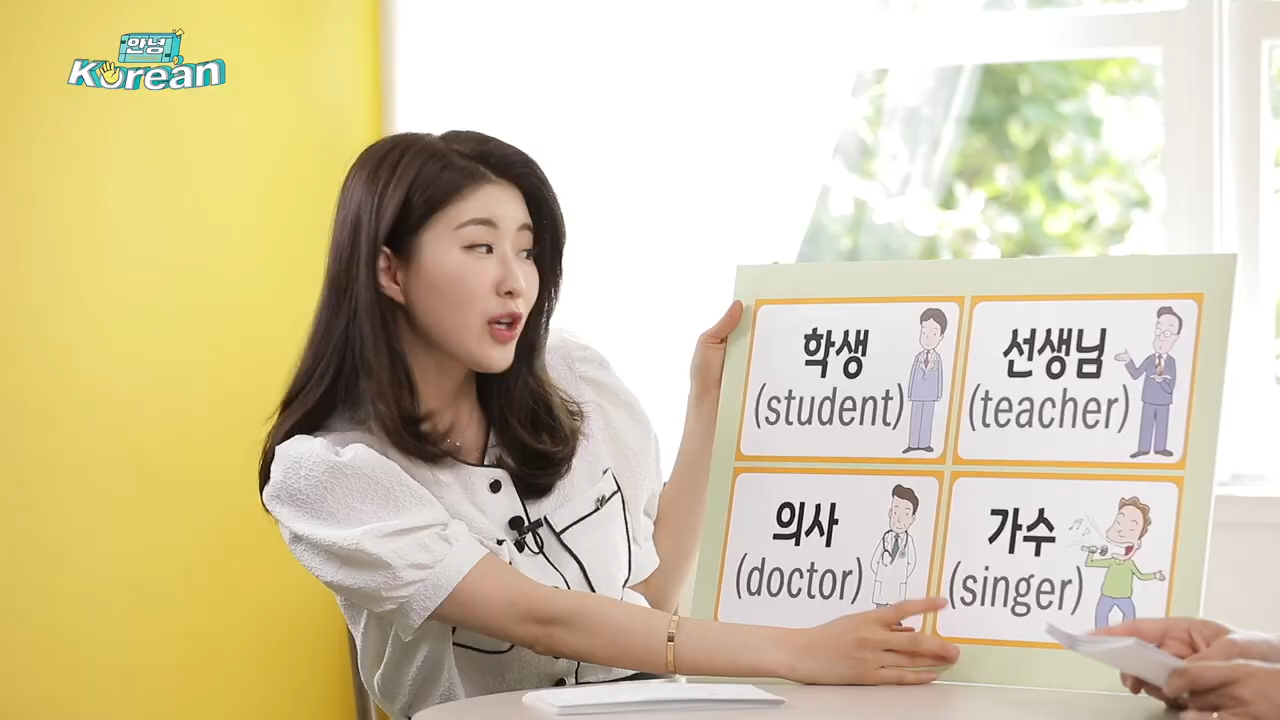 안녕
Korean
학생
(student)
선생님
(teacher)
의사
(doctor)
가수
(singer)